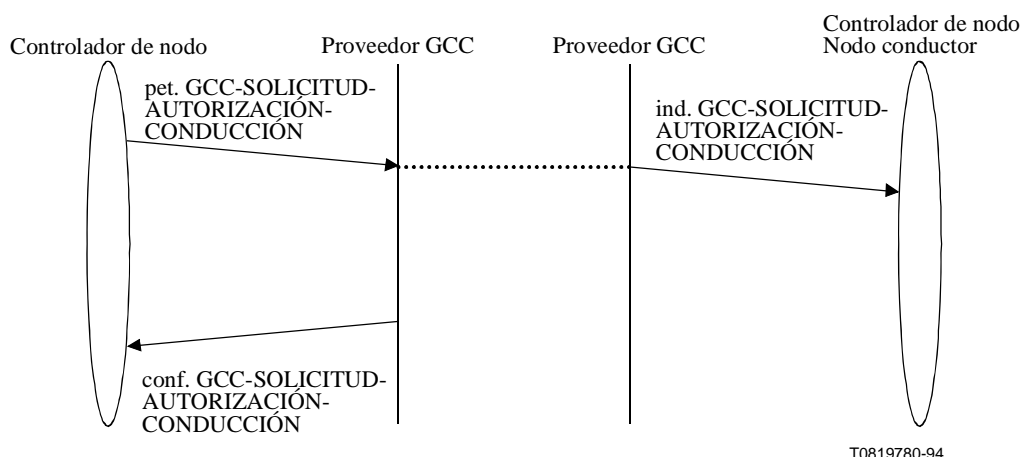 Controlador de nodo
Proveedor GCC
Proveedor GCC
Controlador de nodo
Nodo conductor
pet. GCC-SOLICITUD-
AUTORIZACIÓN-
CONDUCCIÓN
ind. GCC-SOLICITUD-
AUTORIZACIÓN-
CONDUCCIÓN
conf. GCC-SOLICITUD-
AUTORIZACIÓN-
CONDUCCIÓN
T0819780-94